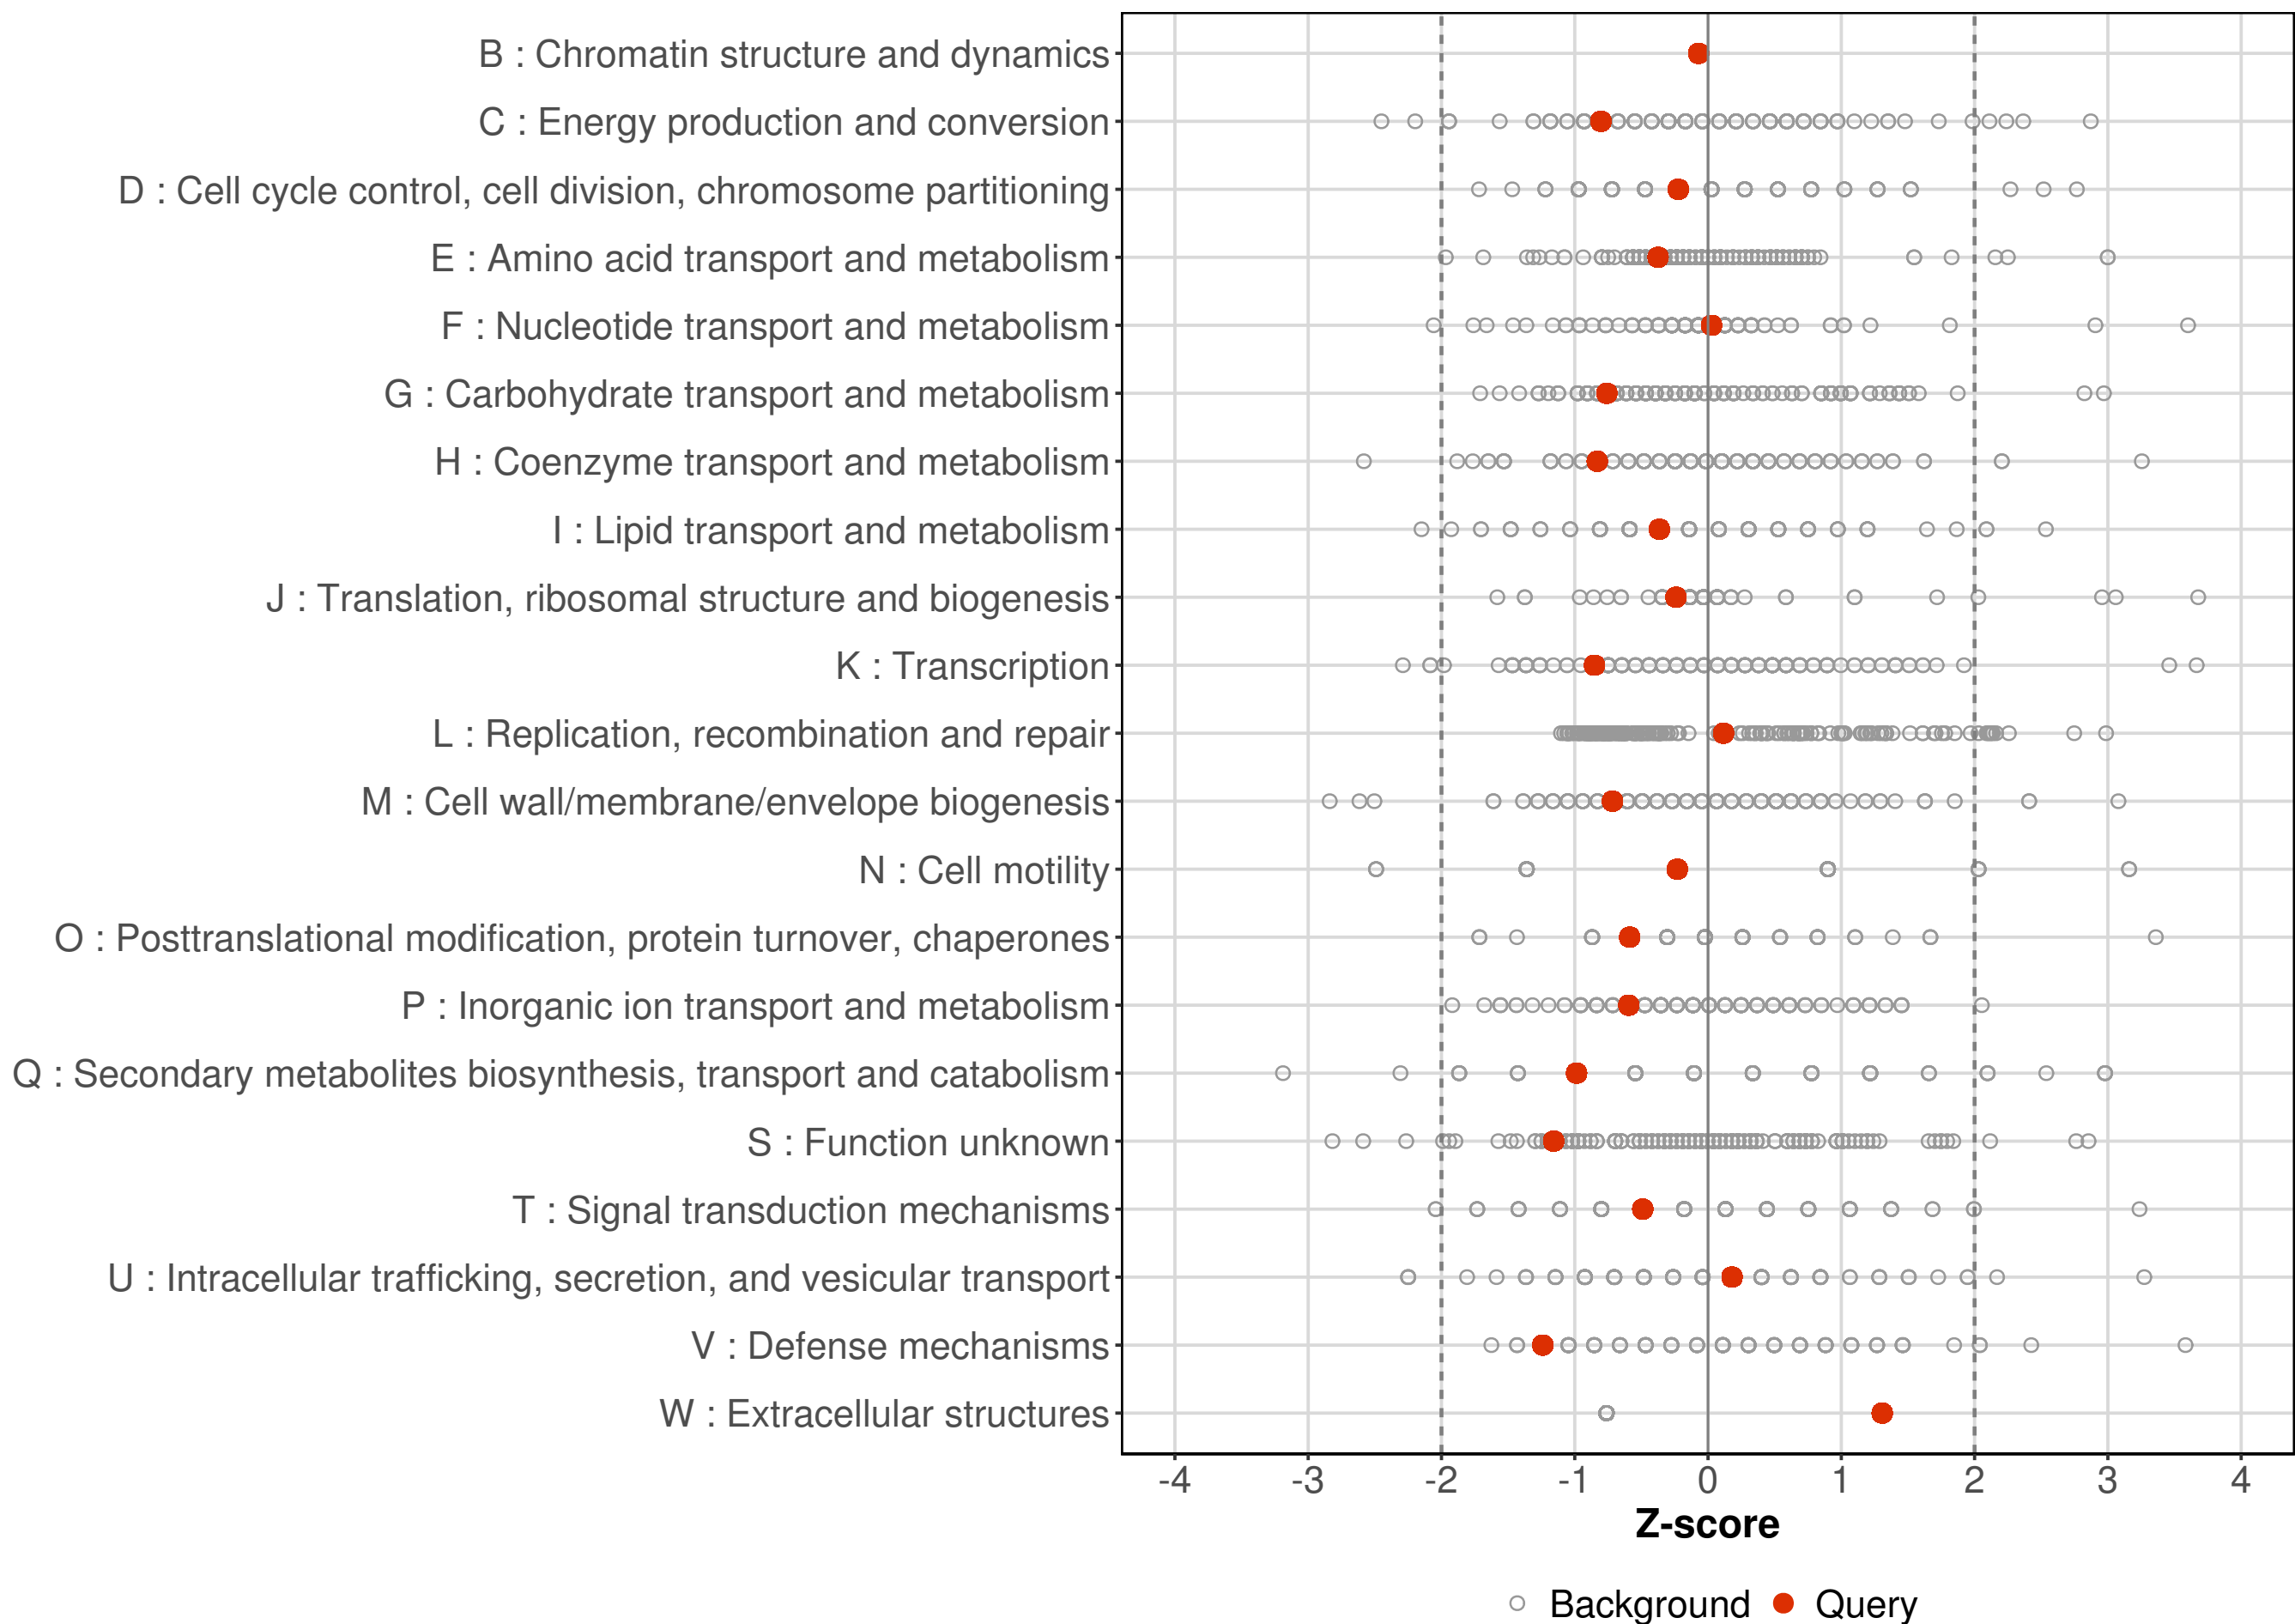 B : Chromatin structure and dynamics
C : Energy production and conversion
D : Cell cycle control, cell division, chromosome partitioning
E : Amino acid transport and metabolism
F : Nucleotide transport and metabolism
G : Carbohydrate transport and metabolism
H : Coenzyme transport and metabolism
I : Lipid transport and metabolism
J : Translation, ribosomal structure and biogenesis
K : Transcription
L : Replication, recombination and repair
M : Cell wall/membrane/envelope biogenesis
N : Cell motility
O : Posttranslational modification, protein turnover, chaperones
P : Inorganic ion transport and metabolism
Q : Secondary metabolites biosynthesis, transport and catabolism
S : Function unknown
T : Signal transduction mechanisms
U : Intracellular trafficking, secretion, and vesicular transport
V : Defense mechanisms
W : Extracellular structures
-4 -3 -2 -1 0 1 2 3 4
Z-score
Background Query